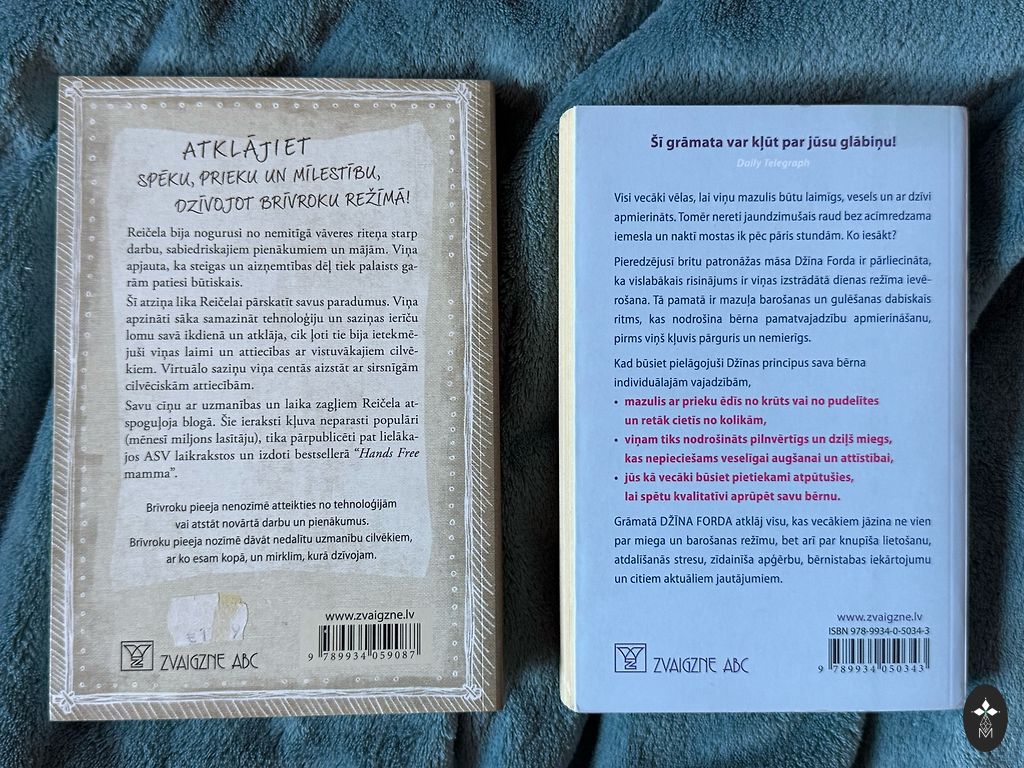 ATKLĀJIET
SPĒKU, PRIEKU UN MĪLESTĪBU,
DZĪVOJOT BRĪVROKU REŽĪMĀ!
Reičela bija nogurusi no nemitīgā vāveres riteņa starp
darbu, sabiedriskajiem pienākumiem un mājām. Viņa
apjauta, ka steigas un aizņemtības dēļ tiek palaists ga-
rām patiesi būtiskais.
Šī atziņa lika Reičelai pārskatīt savus paradumus. Viņa
apzināti sāka samazināt tehnoloģiju un saziņas ierīču
lomu savā ikdienā un atklāja, cik ļoti tie bija ietekmē-
juši viņas laimi un attiecības ar vistuvākajiem cilvē-
kiem. Virtuālo saziņu viņa centās aizstāt ar sirsnīgām
cilvēciskām attiecībām.
Savu cīņu ar uzmanības un laika zagļiem Reičela at-
spoguļoja blogā. Šie ieraksti kļuva neparasti populāri
(mēnesī miljons lasītāju), tika pārpublicēti pat lielāka-
jos ASV laikrakstos un izdoti bestsellerā “Hands Free
mamma”.
Brīvroku pieeja nenozīmē atteikties no tehnoloģijām
vai atstāt novārtā darbu un pienākumus.
Brīvroku pieeja nozīmē dāvāt nedalītu uzmanību cilvēkiem,
ar ko esam kopā, un mirklim, kurā dzīvojam.
www.zvaigzne.lv
ZVAIGZNE ABC
9 789934 059087
Šī grāmata var kļūt par jūsu glābiņu!
Daily Telegraph
Visi vecāki vēlas, lai viņu mazulis būtu laimīgs, vesels un ar dzīvi
apmierināts. Tomēr nereti jaundzimušais raud bez acīmredzama
iemesla un naktī mostas ik pēc pāris stundām. Ko iesākt?
Pieredzējusī britu patronāžas māsa Džīna Forda ir pārliecināta,
ka vislabākais risinājums ir viņas izstrādātā dienas režīma ievē-
rošana. Tā pamatā ir mazuļa barošanas un gulēšanas dabiskais
ritms, kas nodrošina bērna pamatvajadzību apmierināšanu,
pirms viņš kļuvis pārguris un nemierīgs.
Kad būsiet pielāgojuši Džīnas principus sava bērna
individuālajām vajadzībām,
• mazulis ar prieku ēdīs no krūts vai no pudelītes
un retāk cietīs no kolikām,
• viņam tiks nodrošināts pilnvērtīgs un dziļš miegs,
kas nepieciešams veselīgai augšanai un attīstībai,
• jūs kā vecāki būsiet pietiekami atpūtušies,
lai spētu kvalitatīvi aprūpēt savu bērnu.
Grāmatā DŽĪNA FORDA atklāj visu, kas vecākiem jāzina ne vien
par miega un barošanas režīmu, bet arī par knupīša lietošanu,
atdalīšanās stresu, zīdainīša apģērbu, bērnistabas iekārtojumu
un citiem aktuāliem jautājumiem.
www.zvaigzne.lv
ISBN 978-9934-0-5034-3
ZVAIGZNE ABC
9 789934 050343
M